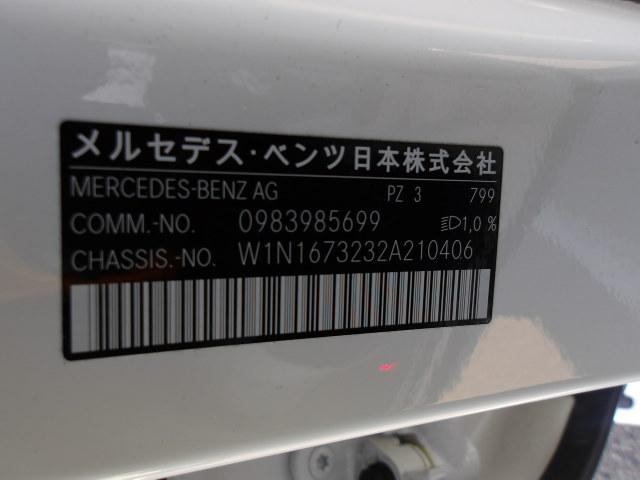 メルセデス・ベンツ日本株式会社
MERCEDES-BENZ AG PZ 3 799
COMM.-NO. 0983985699 1,0 %
CHASSIS.-NO. W1N1673232A210406